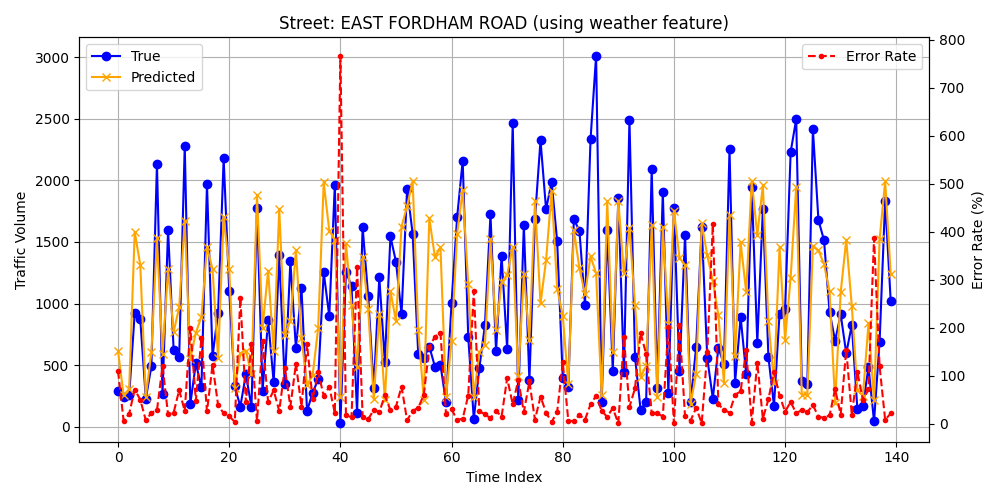 Street: EAST FORDHAM ROAD (using weather feature)
True
Predicted
Error Rate
Traffic Volume
3000
2500
2000
1500
1000
500
0
800
700
600
500
400
300
200
100
0
Error Rate (%)
0 20 40 60 80 100 120 140
Time Index